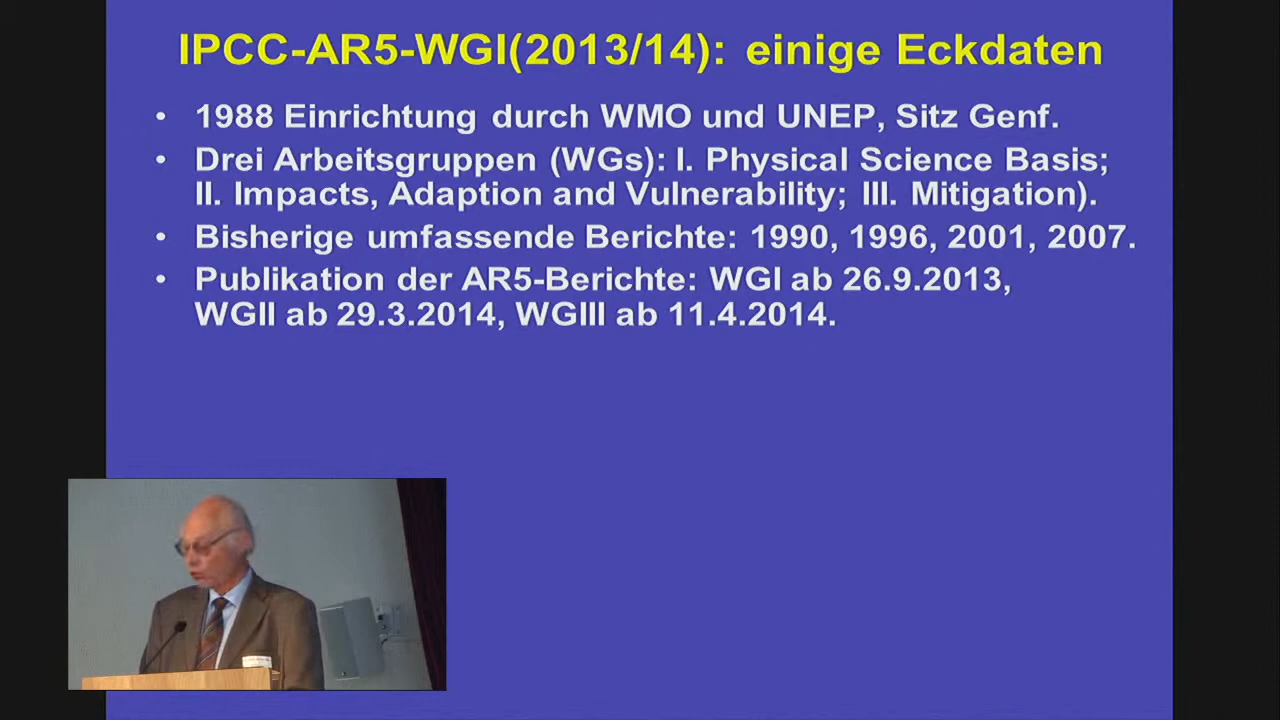 IPCC-AR5-WGI(2013/14): einige Eckdaten
• 1988 Einrichtung durch WMO und UNEP, Sitz Genf.
• Drei Arbeitsgruppen (WGs): I. Physical Science Basis;
II. Impacts, Adaption and Vulnerability; III. Mitigation).
• Bisherige umfassende Berichte: 1990, 1996, 2001, 2007.
• Publikation der AR5-Berichte: WGI ab 26.9.2013,
WGII ab 29.3.2014, WGIII ab 11.4.2014.